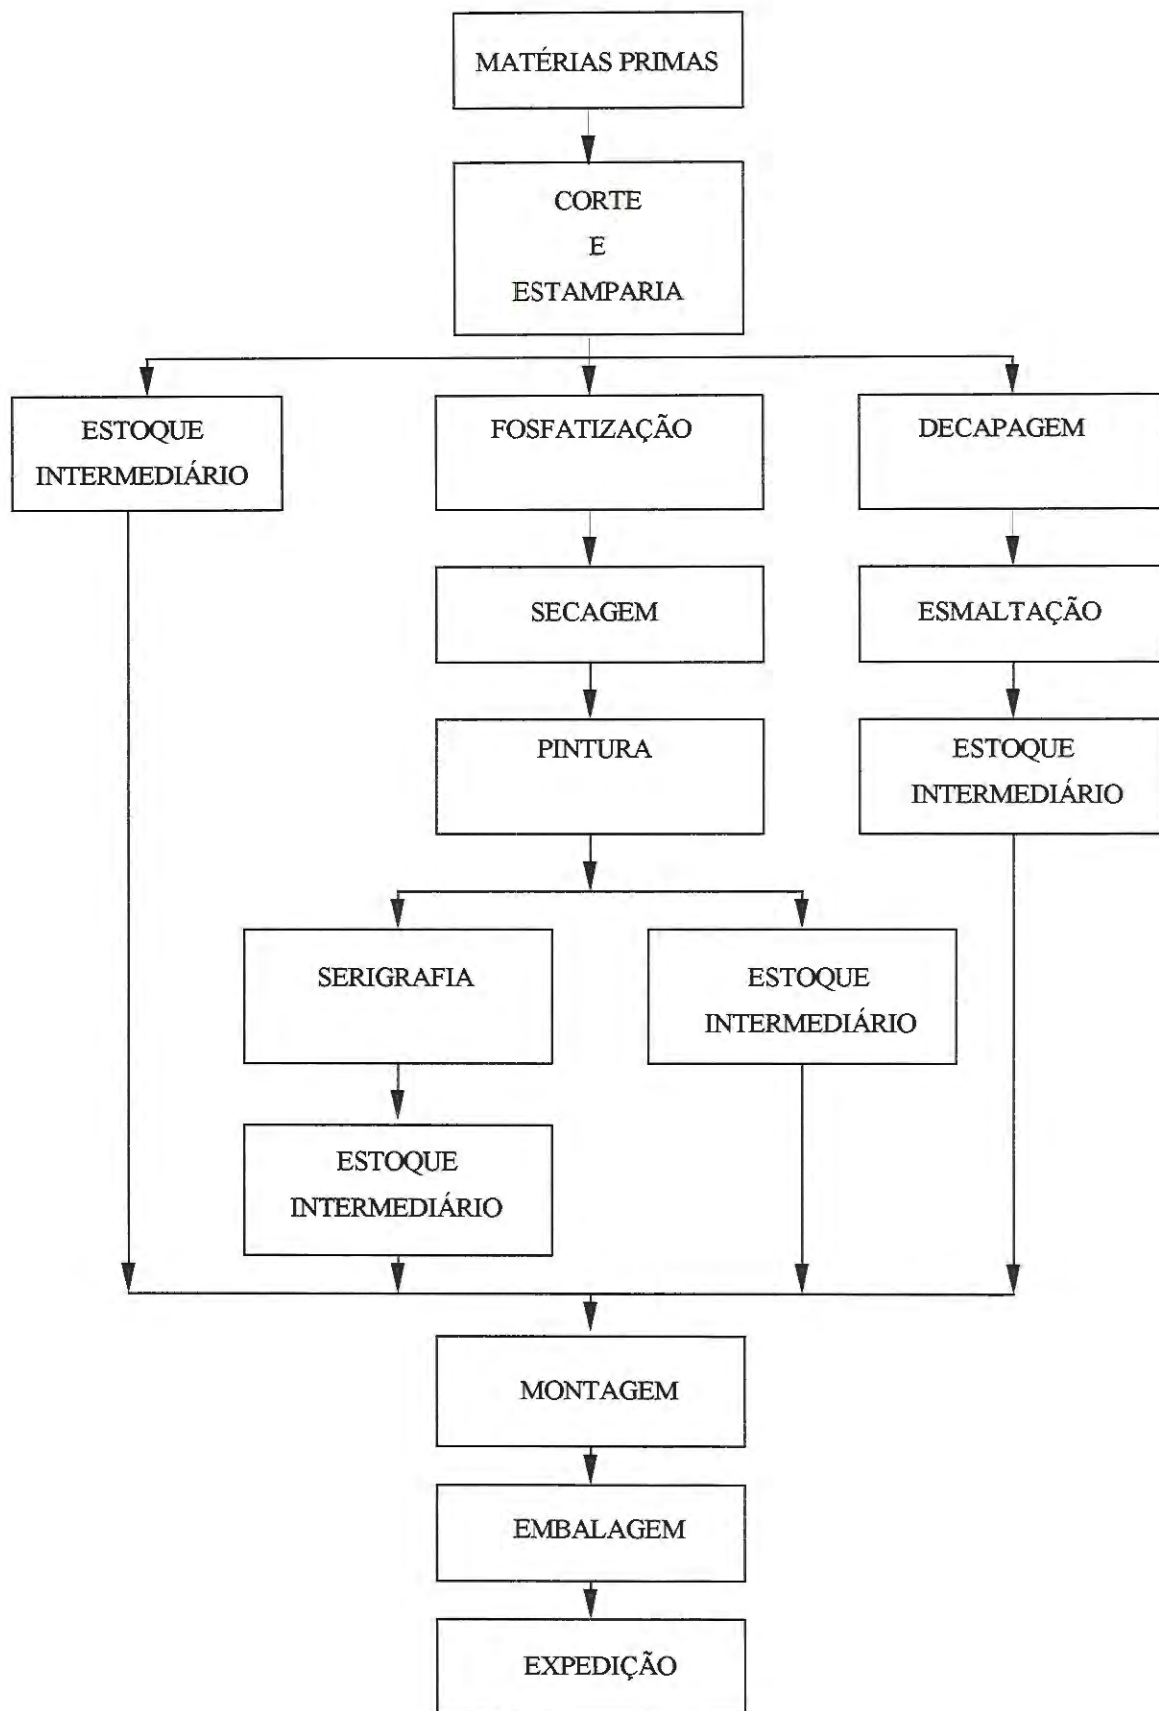 MATÉRIAS PRIMAS
CORTE
E
ESTAMPARIA
ESTOQUE
INTERMEDIÁRIO
FOSFATIZAÇÃO
DECAPAGEM
SECAGEM
ESMALTAÇÃO
PINTURA
ESTOQUE
INTERMEDIÁRIO
SERIGRAFIA
ESTOQUE
INTERMEDIÁRIO
ESTOQUE
INTERMEDIÁRIO
MONTAGEM
EMBALAGEM
EXPEDIÇÃO